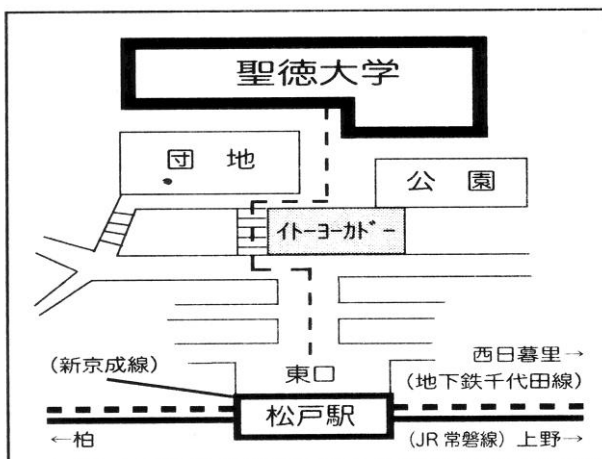 聖徳大学
団 地
公 園
ｲﾄｰﾖｰｶﾄﾞｰ
(新京成線)
東口
西日暮里→
(地下鉄千代田線)
松戸駅
←柏
(JR常磐線) 上野→